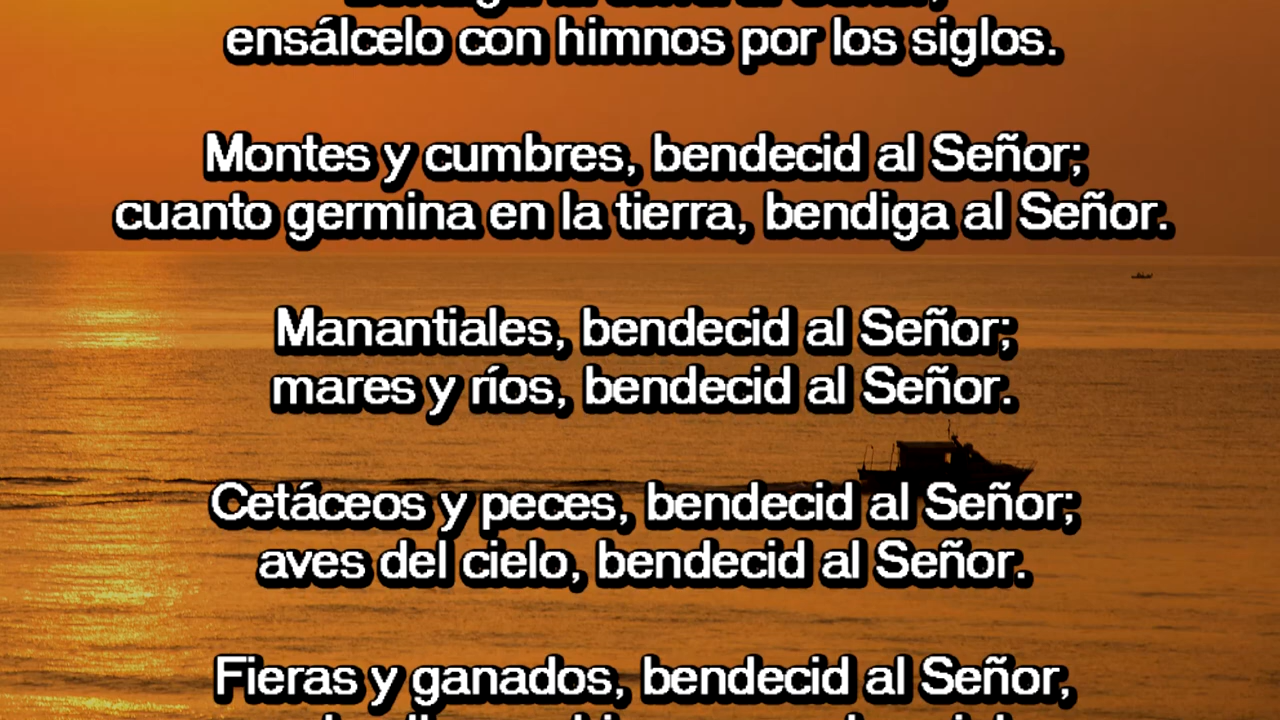 ensálcelo con himnos por los siglos.
Montes y cumbres, bendecid al Señor;
cuanto germina en la tierra, bendiga al Señor.
Manantiales, bendecid al Señor;
mares y ríos, bendecid al Señor.
Cetáceos y peces, bendecid al Señor;
aves del cielo, bendecid al Señor.
Fieras y ganados, bendecid al Señor,